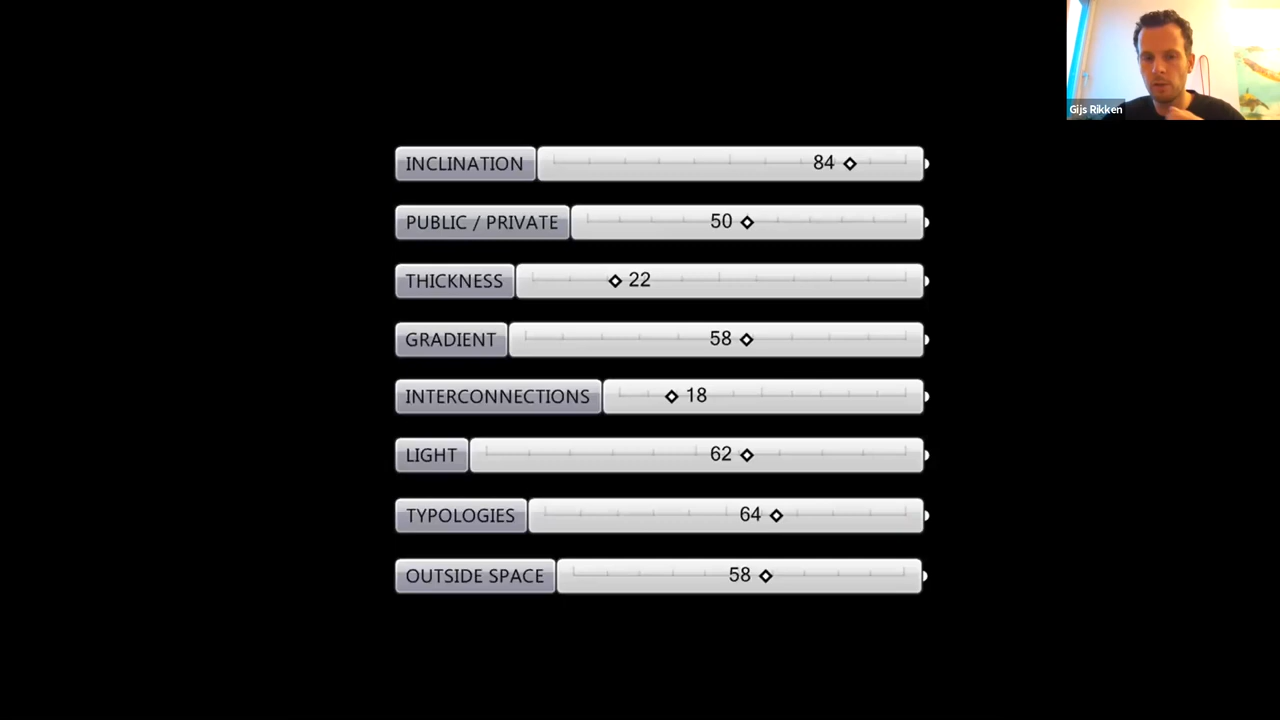 Gijs Rikken
INCLINATION 84
PUBLIC / PRIVATE 50
THICKNESS 22
GRADIENT 58
INTERCONNECTIONS 18
LIGHT 62
TYPOLOGIES 64
OUTSIDE SPACE 58